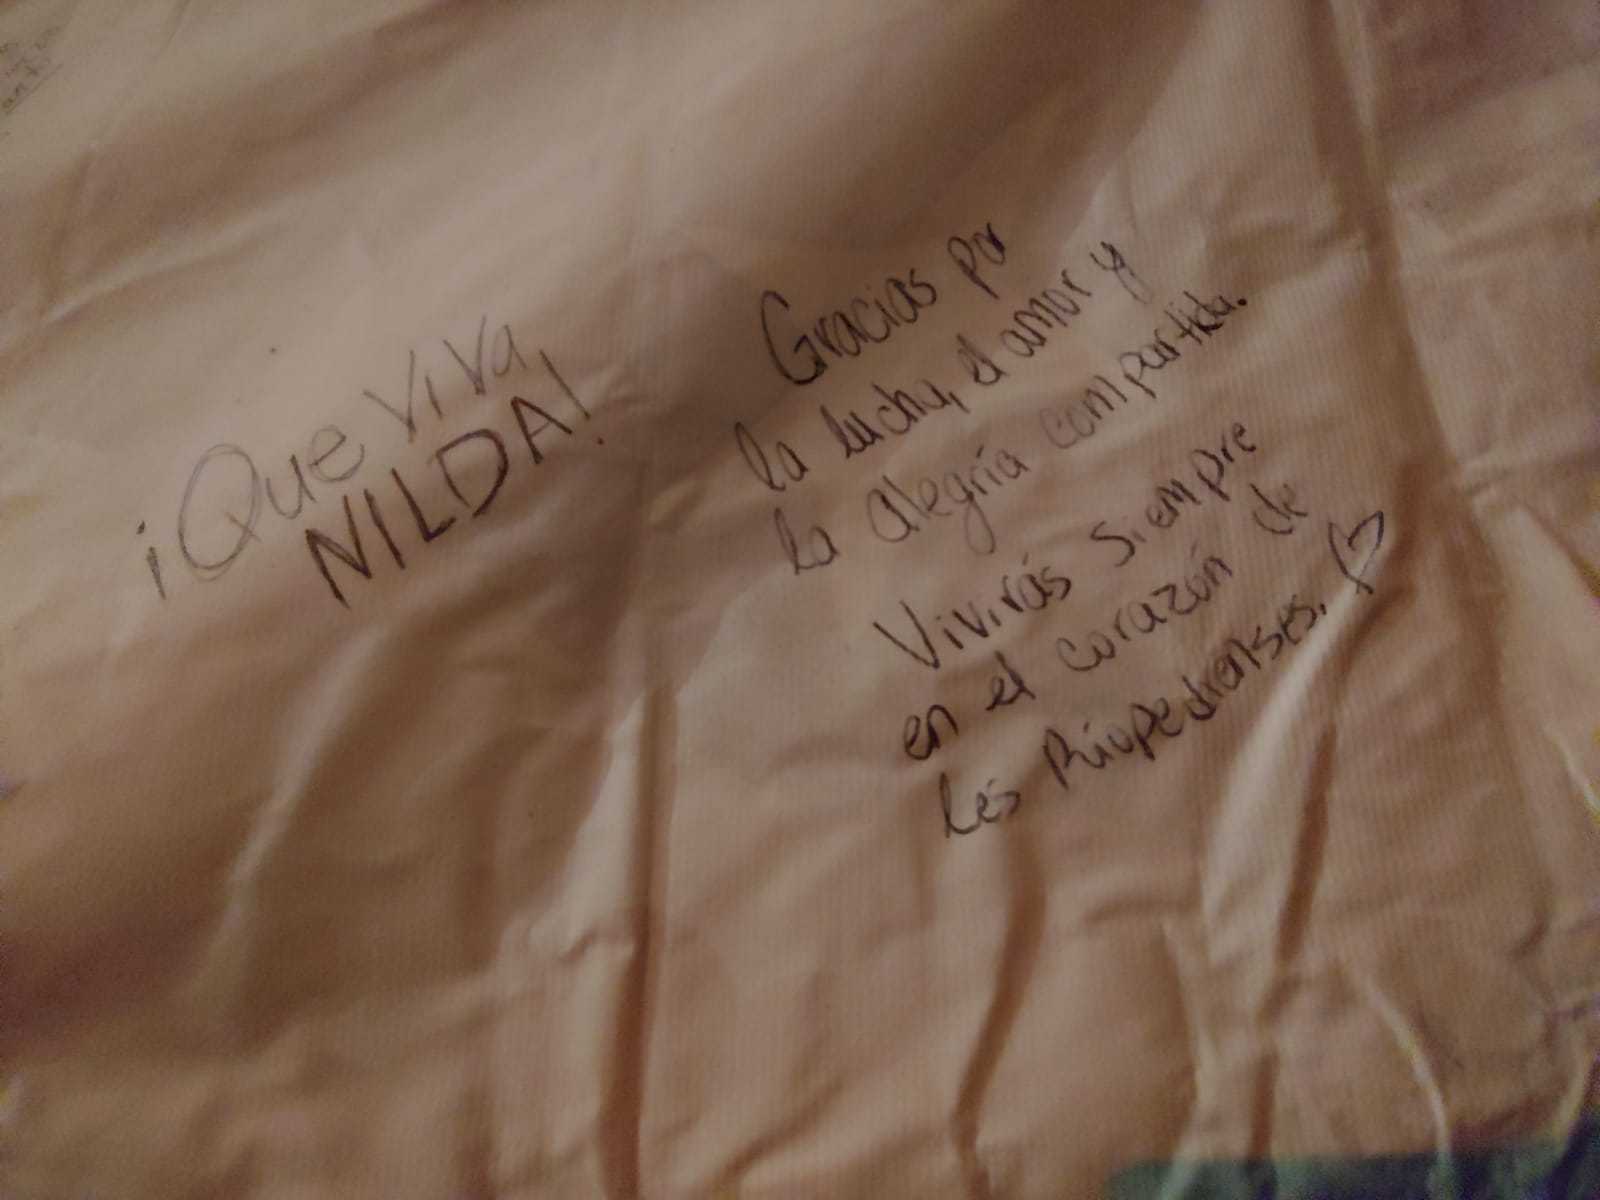 ¡Que Viva
NILDA!
Gracias por
la lucha, el amor y
la alegría compartida.
Vivirás siempre
en el corazón de
les Riopedrenses.